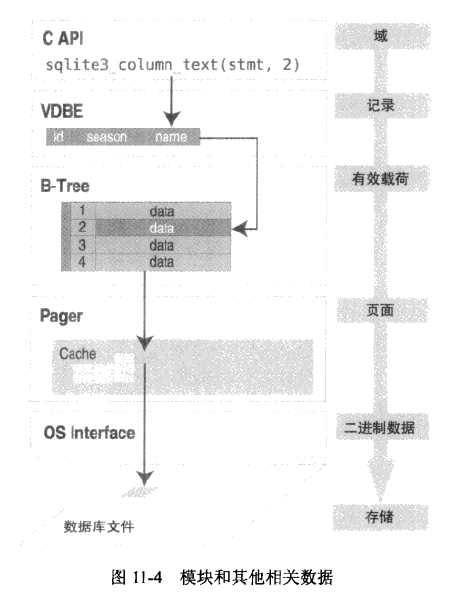 C API
sqlite3_column_text(stmt, 2)
VDBE
id season name
B-Tree
1 data
2 data
3 data
4 data
Pager
Cache
OS Interface
数据库文件
域
记录
有效载荷
页面
二进制数据
存储
图 11-4 模块和其他相关数据